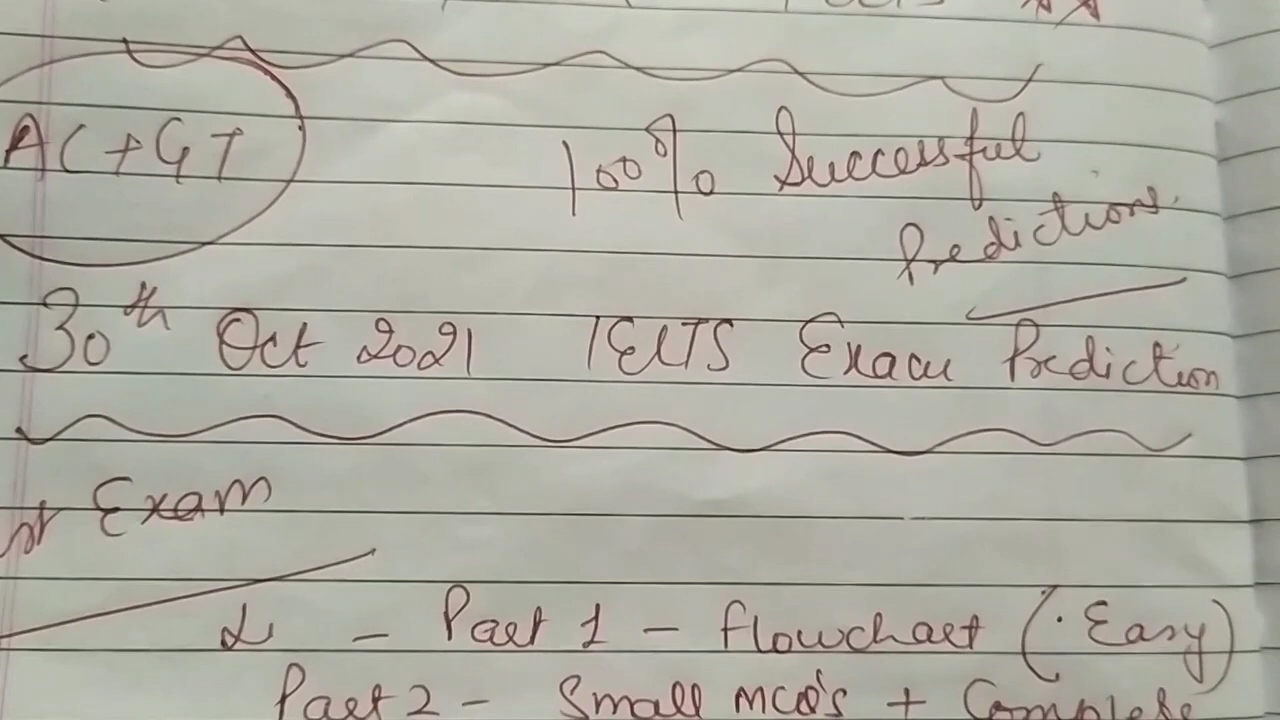 AC+GT 100% Successful
Predictions.
30th Oct 2021 IELTS Exam Prediction
Exam
L - Part 1 - flowchart (Easy)
Part 2 - Small MCQ's + Complete